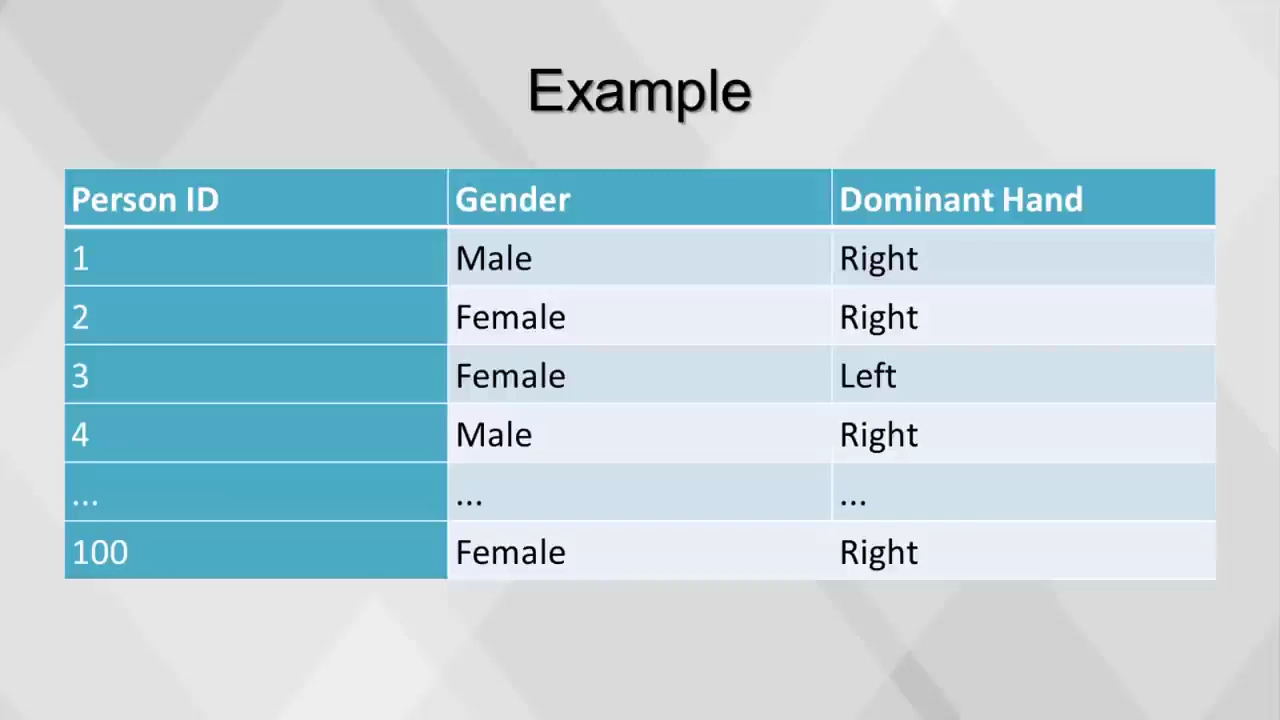 Example
Person ID Gender Dominant Hand
1 Male Right
2 Female Right
3 Female Left
4 Male Right
... ... ...
100 Female Right